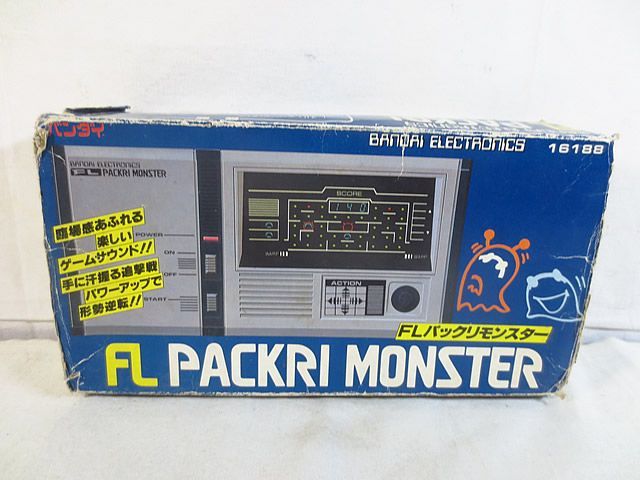 バンダイ
BANDAI ELECTRONICS 16188
BANDAI ELECTRONICS
FL PACKRI MONSTER
臨場感あふれる
楽しい
ゲームサウンド!!
手に汗握る追撃戦
パワーアップで
形勢逆転!!
POWER
ON
OFF
START
SCORE
140
WARP
WARP
ACTION
FLパックリモンスター
FL PACKRI MONSTER